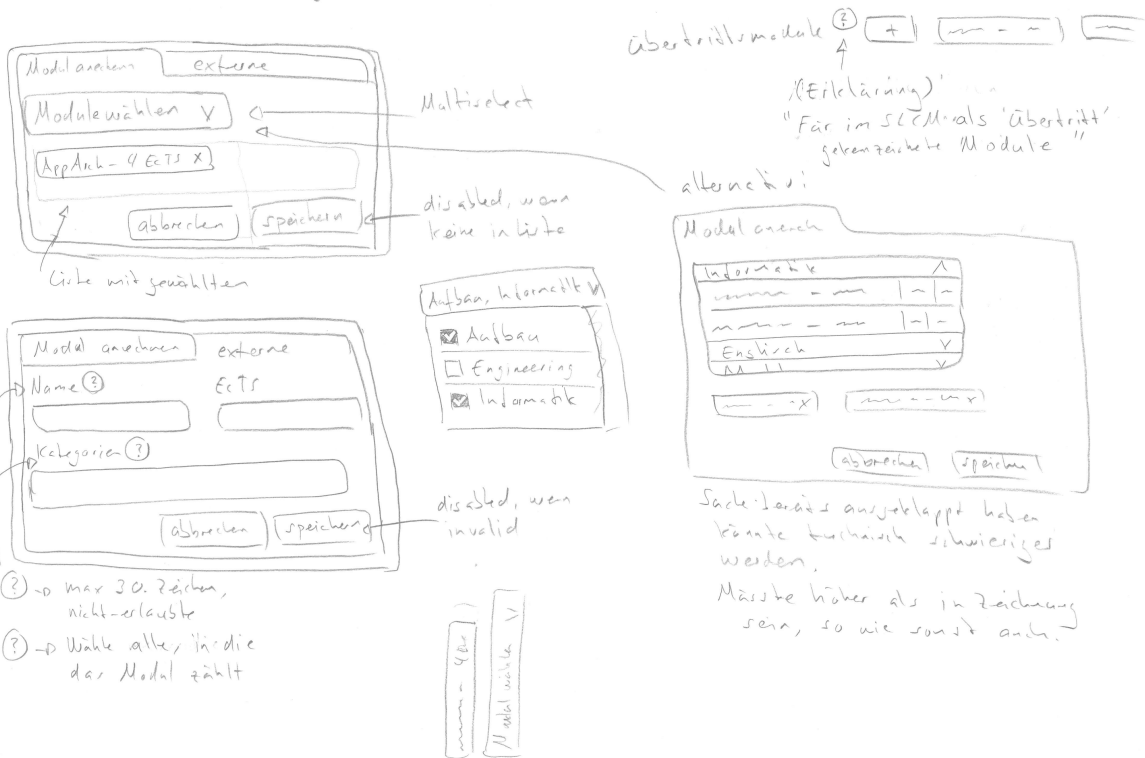 Modul anrechnen
externe
Module wählen V
AppArch - 4 ECTS x
abbrechen
speichern
Multiselect
disabled, wenn
keine in Liste
Liste mit gewählten
Übertrittsmodule ? +
(Erklärung)
"Für im SLCM als 'Übertritt'
gekenzeichete Module"
alternativ:
Modul anrech
Informatik
Englisch V
abbrechen
speichern
Aufbau, Informatik V
Aufbau
Engineering
Informatik
Modul anrechnen
externe
Name ?
ECTS
Kategorien ?
abbrechen
speichern
disabled, wenn
invalid
? -> max 30. Zeichen,
nicht-erlaubte
? -> Wähle alle, in die
das Modul zählt
bereits ausgeklappt haben
könnte technisch schwieriges
werden.
Müsste höher als in Zeichnung
sein, so wie sonst auch.
Modul wählen V